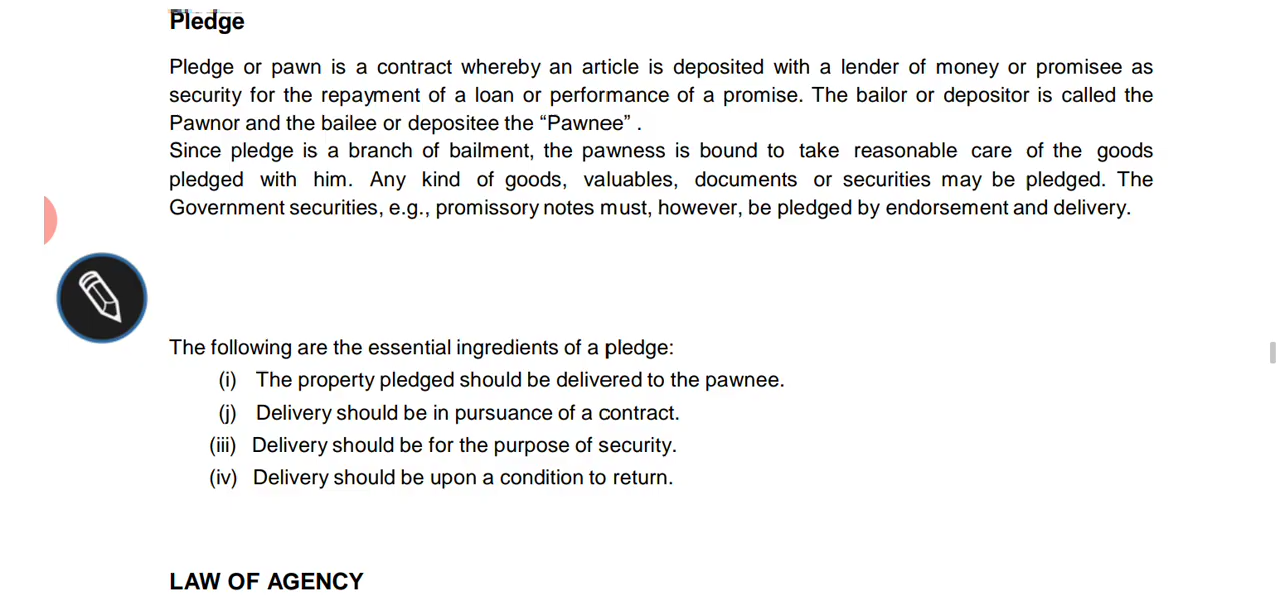 Pledge
Pledge or pawn is a contract whereby an article is deposited with a lender of money or promisee as
security for the repayment of a loan or performance of a promise. The bailor or depositor is called the
Pawnor and the bailee or depositee the “Pawnee” .
Since pledge is a branch of bailment, the pawness is bound to take reasonable care of the goods
pledged with him. Any kind of goods, valuables, documents or securities may be pledged. The
Government securities, e.g., promissory notes must, however, be pledged by endorsement and delivery.
The following are the essential ingredients of a pledge:
(i) The property pledged should be delivered to the pawnee.
(j) Delivery should be in pursuance of a contract.
(iii) Delivery should be for the purpose of security.
(iv) Delivery should be upon a condition to return.
LAW OF AGENCY